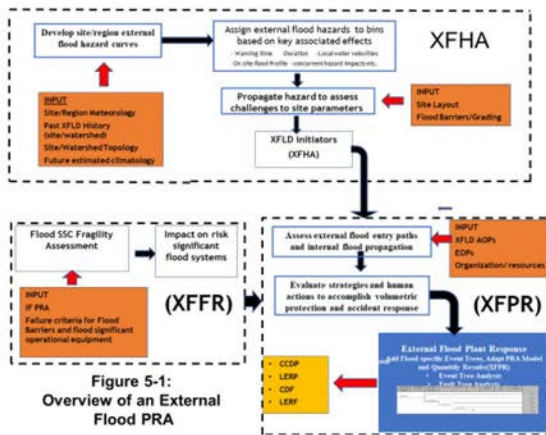 Develop site/region external
flood hazard curves
Assign external flood hazards to bins
based on key associated effects
- Warning time Duration -Local water velocities
- On site flood Profile -concurrent hazard impacts etc.
XFHA
INPUT
Site/Region Meteorology
Past XFLD History
(site/watershed)
Site/Watershed Topology
Future estimated climatology
Propagate hazard to assess
challenges to site parameters
INPUT
Site Layout
Flood Barriers/Grading
XFLD Initiators
(XFHA)
Flood SSC Fragility
Assessment
Impact on risk
significant
flood systems
INPUT
IF PRA
Failure criteria for Flood
Barriers and flood significant
operational equipment
(XFFR)
Assess external flood entry paths
and internal flood propagation
INPUT
XFLD AOPs
EOPs
Organization/resources
Evaluate strategies and human
actions to accomplish volumetric
protection and accident response
(XFPR)
External Flood Plant Response
Add Flood specific Event Trees, Adapt PRA Model
and Quantify Results(XFPR)
• Event Tree Analysis
• Fault Tree Analysis
• CCDP
• LERP
• CDF
• LERF
Figure 5-1:
Overview of an External
Flood PRA